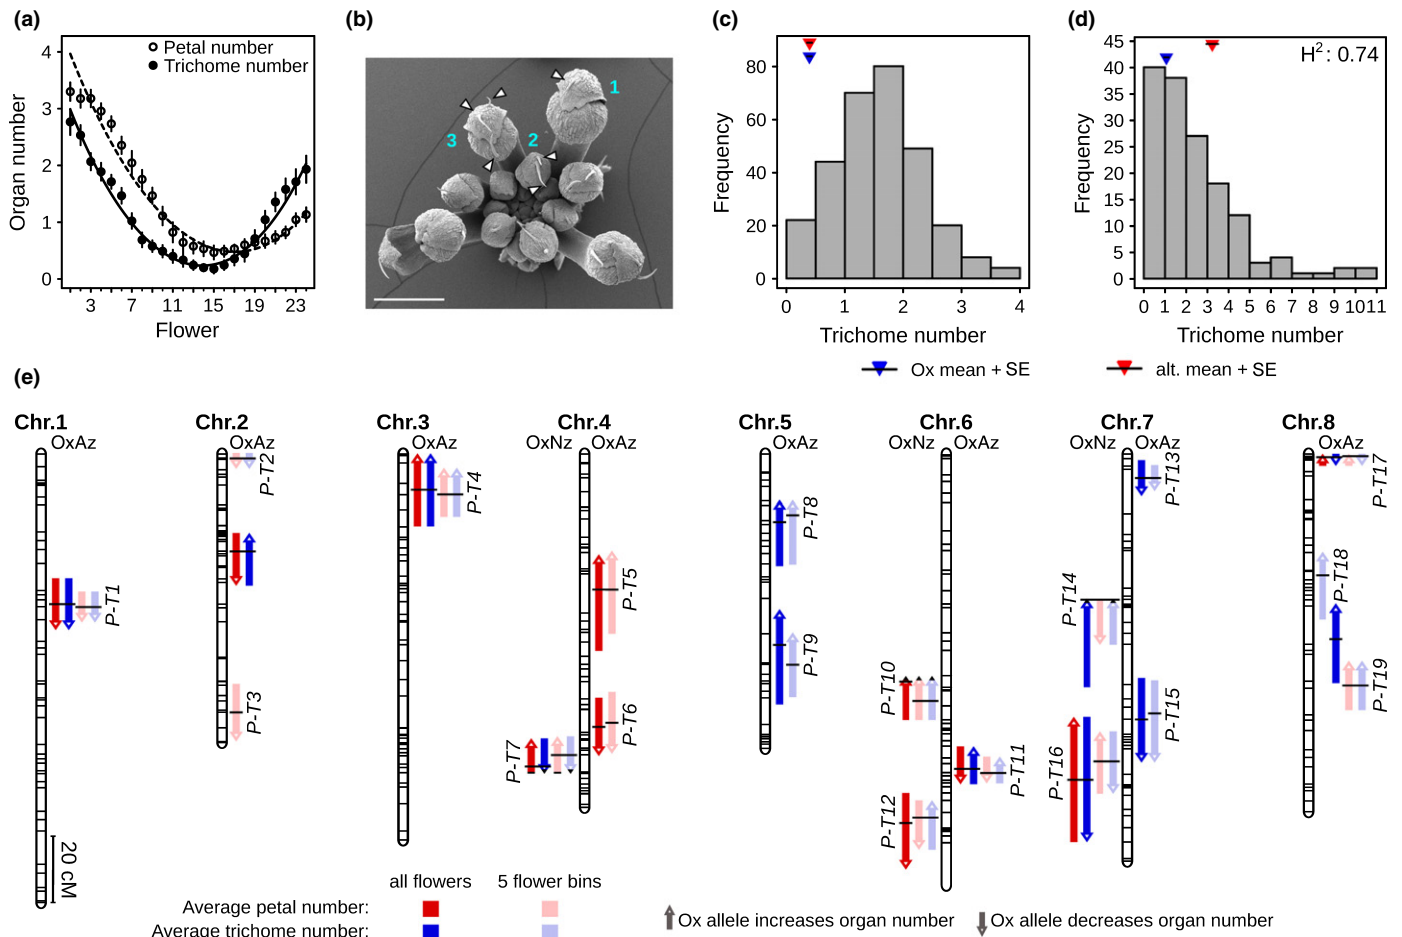 (a)
4
3
2
1
0
Organ number
Petal number
Trichome number
3 7 11 15 19 23
Flower
(b)
1
2
3
(c)
80
60
40
20
0
Frequency
0 1 2 3 4
Trichome number
(d)
45
40
35
30
25
20
15
10
5
0
Frequency
H²: 0.74
0 1 2 3 4 5 6 7 8 9 10 11
Trichome number
Ox mean + SE
alt. mean + SE
(e)
Chr.1 Chr.2 Chr.3 Chr.4 Chr.5 Chr.6 Chr.7 Chr.8
OxAz OxAz OxAz OxNz OxAz OxAz OxNz OxAz OxNz OxAz OxAz
P-T1
P-T2
P-T3
P-T4
P-T5
P-T6
P-T7
P-T8
P-T9
P-T10
P-T11
P-T12
P-T13
P-T14
P-T15
P-T16
P-T17
P-T18
P-T19
20 cM
all flowers 5 flower bins
Average petal number:
Average trichome number:
Ox allele increases organ number
Ox allele decreases organ number